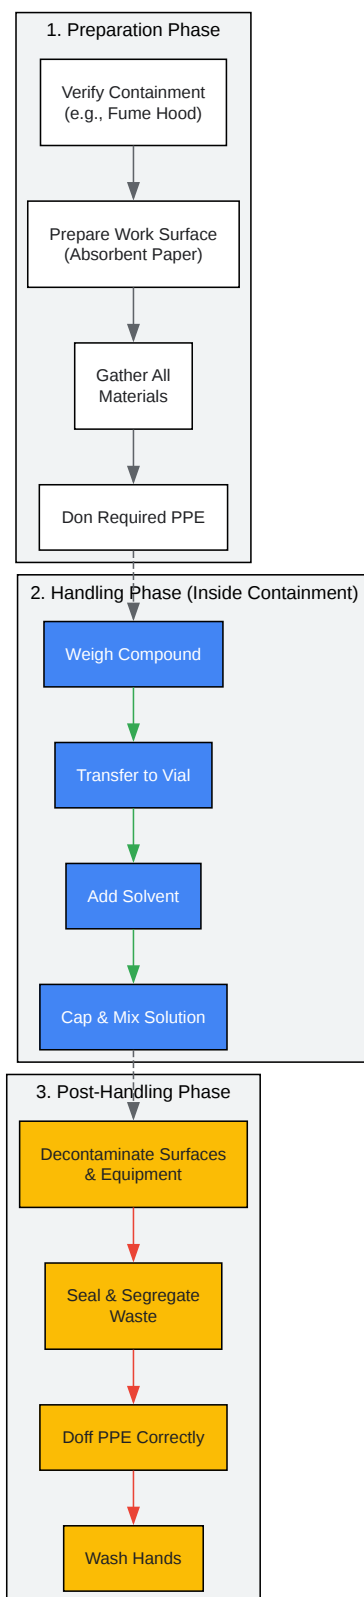 1. Preparation Phase
Verify Containment
(e.g., Fume Hood)
Prepare Work Surface
(Absorbent Paper)
Gather All
Materials
Don Required PPE
2. Handling Phase (Inside Containment)
Weigh Compound
Transfer to Vial
Add Solvent
Cap & Mix Solution
3. Post-Handling Phase
Decontaminate Surfaces
& Equipment
Seal & Segregate
Waste
Doff PPE Correctly
Wash Hands